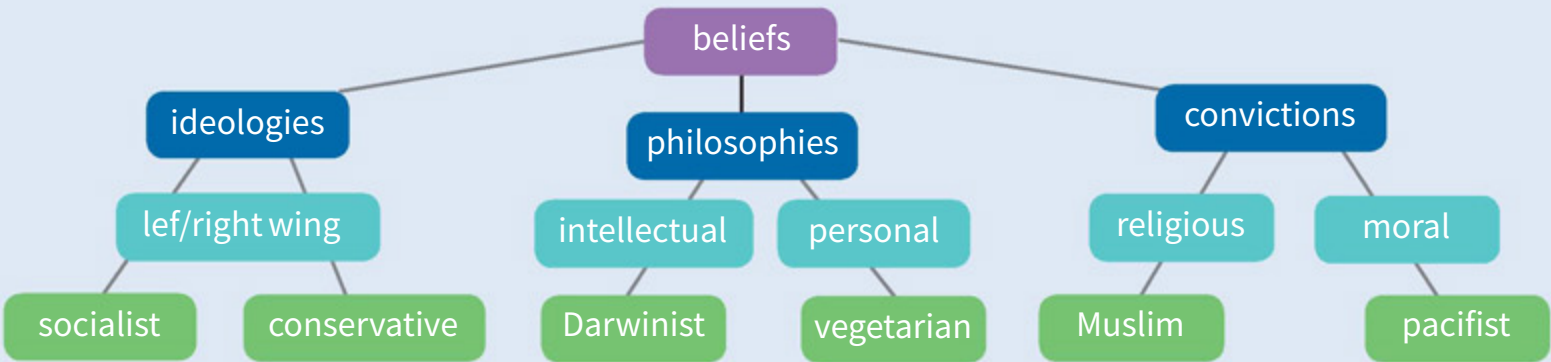 beliefs
ideologies
philosophies
convictions
lef/right wing
intellectual
personal
religious
moral
socialist
conservative
Darwinist
vegetarian
Muslim
pacifist